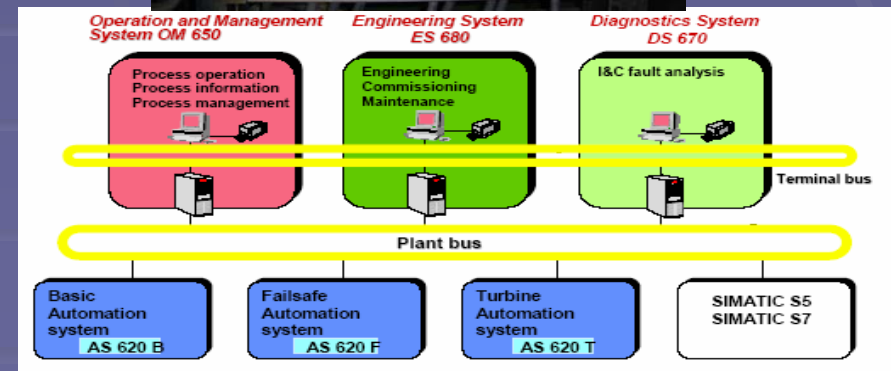 Operation and Management
System OM 650
Engineering System
ES 680
Diagnostics System
DS 670
Process operation
Process information
Process management
Engineering
Commissioning
Maintenance
I&C fault analysis
Terminal bus
Plant bus
Basic
Automation
system
AS 620 B
Failsafe
Automation
system
AS 620 F
Turbine
Automation
system
AS 620 T
SIMATIC S5
SIMATIC S7